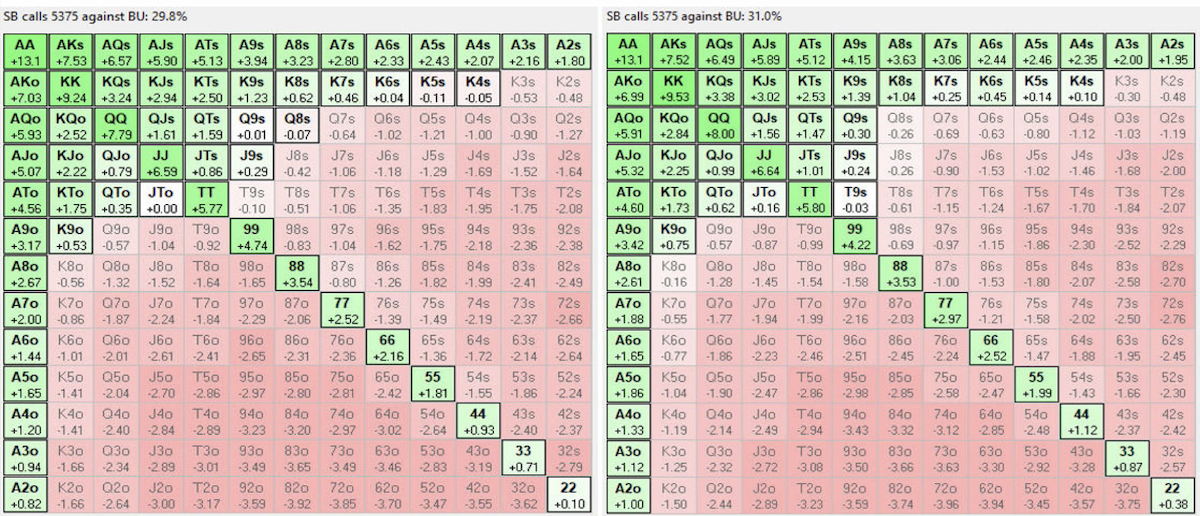 SB calls 5375 against BU: 29.8%
AA AKs AQs AJs ATs A9s A8s A7s A6s A5s A4s A3s A2s
+13.1 +7.53 +6.57 +5.90 +5.13 +3.94 +3.23 +2.80 +2.33 +2.43 +2.07 +2.16 +1.80
AKo KK KQs KJs KTs K9s K8s K7s K6s K5s K4s K3s K2s
+7.03 +9.24 +3.24 +2.94 +2.50 +1.23 +0.62 +0.46 +0.04 -0.11 -0.05 -0.53 -0.48
AQo KQo QQ QJs QTs Q9s Q8s Q7s Q6s Q5s Q4s Q3s Q2s
+5.93 +2.52 +7.79 +1.61 +1.59 +0.01 -0.07 -0.64 -1.02 -1.21 -1.00 -0.90 -1.27
AJo KJo QJo JJ JTs J9s J8s J7s J6s J5s J4s J3s J2s
+5.07 +2.22 +0.79 +6.59 +0.86 +0.29 -0.42 -1.06 -1.18 -1.29 -1.69 -1.52 -1.64
ATo KTo QTo JTo TT T9s T8s T7s T6s T5s T4s T3s T2s
+4.56 +1.75 +0.35 +0.00 +5.77 -0.10 -0.51 -1.06 -1.35 -1.83 -1.95 -1.75 -2.08
A9o K9o Q9o J9o T9o 99 98s 97s 96s 95s 94s 93s 92s
+3.17 +0.53 -0.57 -1.04 -0.92 +4.74 -0.83 -1.04 -1.62 -1.75 -2.18 -2.36 -2.38
A8o K8o Q8o J8o T8o 98o 88 87s 86s 85s 84s 83s 82s
+2.67 -0.56 -1.32 -1.52 -1.64 -1.65 +3.54 -0.80 -1.26 -1.82 -1.99 -2.41 -2.49
A7o K7o Q7o J7o T7o 97o 87o 77 76s 75s 74s 73s 72s
+2.00 -0.86 -1.87 -2.24 -1.84 -2.29 -2.06 +2.52 -1.39 -1.49 -2.19 -2.37 -2.66
A6o K6o Q6o J6o T6o 96o 86o 76o 66 65s 64s 63s 62s
+1.44 -1.01 -2.01 -2.61 -2.41 -2.65 -2.31 -2.36 +2.16 -1.36 -1.72 -2.14 -2.64
A5o K5o Q5o J5o T5o 95o 85o 75o 65o 55 54s 53s 52s
+1.65 -1.41 -2.04 -2.70 -2.86 -2.97 -2.80 -2.81 -2.42 +1.81 -1.55 -1.86 -2.24
A4o K4o Q4o J4o T4o 94o 84o 74o 64o 54o 44 43s 42s
+1.20 -1.41 -2.40 -2.84 -2.89 -3.23 -3.20 -2.97 -3.02 -2.64 +0.93 -2.40 -2.37
A3o K3o Q3o J3o T3o 93o 83o 73o 63o 53o 43o 33 32s
+0.94 -1.66 -2.34 -2.89 -3.01 -3.49 -3.65 -3.49 -3.46 -2.83 -3.19 +0.71 -2.79
A2o K2o Q2o J2o T2o 92o 82o 72o 62o 52o 42o 32o 22
+0.82 -1.66 -2.64 -3.00 -3.17 -3.59 -3.92 -3.85 -3.70 -3.47 -3.55 -3.62 +0.10
SB calls 5375 against BU: 31.0%
AA AKs AQs AJs ATs A9s A8s A7s A6s A5s A4s A3s A2s
+13.1 +7.52 +6.49 +5.89 +5.12 +4.15 +3.63 +3.06 +2.44 +2.46 +2.35 +2.00 +1.95
AKo KK KQs KJs KTs K9s K8s K7s K6s K5s K4s K3s K2s
+6.99 +9.53 +3.38 +3.02 +2.53 +1.39 +1.04 +0.25 +0.45 +0.14 +0.10 -0.30 -0.48
AQo KQo QQ QJs QTs Q9s Q8s Q7s Q6s Q5s Q4s Q3s Q2s
+5.91 +2.84 +8.00 +1.56 +1.47 +0.30 -0.26 -0.69 -0.63 -0.80 -1.12 -1.03 -1.19
AJo KJo QJo JJ JTs J9s J8s J7s J6s J5s J4s J3s J2s
+5.32 +2.25 +0.99 +6.64 +1.01 +0.24 -0.26 -0.90 -1.53 -1.02 -1.46 -1.68 -2.00
ATo KTo QTo JTo TT T9s T8s T7s T6s T5s T4s T3s T2s
+4.60 +1.73 +0.62 +0.16 +5.80 -0.03 -0.61 -1.15 -1.24 -1.67 -1.70 -1.84 -2.07
A9o K9o Q9o J9o T9o 99 98s 97s 96s 95s 94s 93s 92s
+3.42 +0.75 -0.57 -0.87 -0.99 +4.22 -0.69 -0.97 -1.15 -1.86 -2.30 -2.52 -2.29
A8o K8o Q8o J8o T8o 98o 88 87s 86s 85s 84s 83s 82s
+2.61 -0.16 -1.28 -1.45 -1.54 -1.58 +3.53 -1.00 -1.53 -1.80 -2.07 -2.58 -2.70
A7o K7o Q7o J7o T7o 97o 87o 77 76s 75s 74s 73s 72s
+1.88 -0.55 -1.77 -1.94 -1.99 -2.16 -2.03 +2.97 -1.21 -1.58 -2.02 -2.50 -2.76
A6o K6o Q6o J6o T6o 96o 86o 76o 66 65s 64s 63s 62s
+1.65 -0.77 -1.86 -2.23 -2.46 -2.51 -2.45 -2.24 +2.52 -1.47 -1.88 -1.95 -2.45
A5o K5o Q5o J5o T5o 95o 85o 75o 65o 55 54s 53s 52s
+1.86 -1.04 -1.90 -2.47 -2.86 -2.98 -2.85 -2.58 -2.47 +1.99 -1.43 -1.66 -2.30
A4o K4o Q4o J4o T4o 94o 84o 74o 64o 54o 44 43s 42s
+1.33 -1.19 -2.14 -2.49 -2.94 -3.43 -3.32 -3.12 -2.85 -2.48 +1.12 -2.37 -2.42
A3o K3o Q3o J3o T3o 93o 83o 73o 63o 53o 43o 33 32s
+1.12 -1.25 -2.32 -2.72 -3.08 -3.50 -3.66 -3.63 -3.30 -2.92 -3.28 +0.87 -2.57
A2o K2o Q2o J2o T2o 92o 82o 72o 62o 52o 42o 32o 22
+1.00 -1.50 -2.44 -2.89 -3.23 -3.59 -3.74 -3.96 -3.94 -3.45 -3.57 -3.75 +0.38